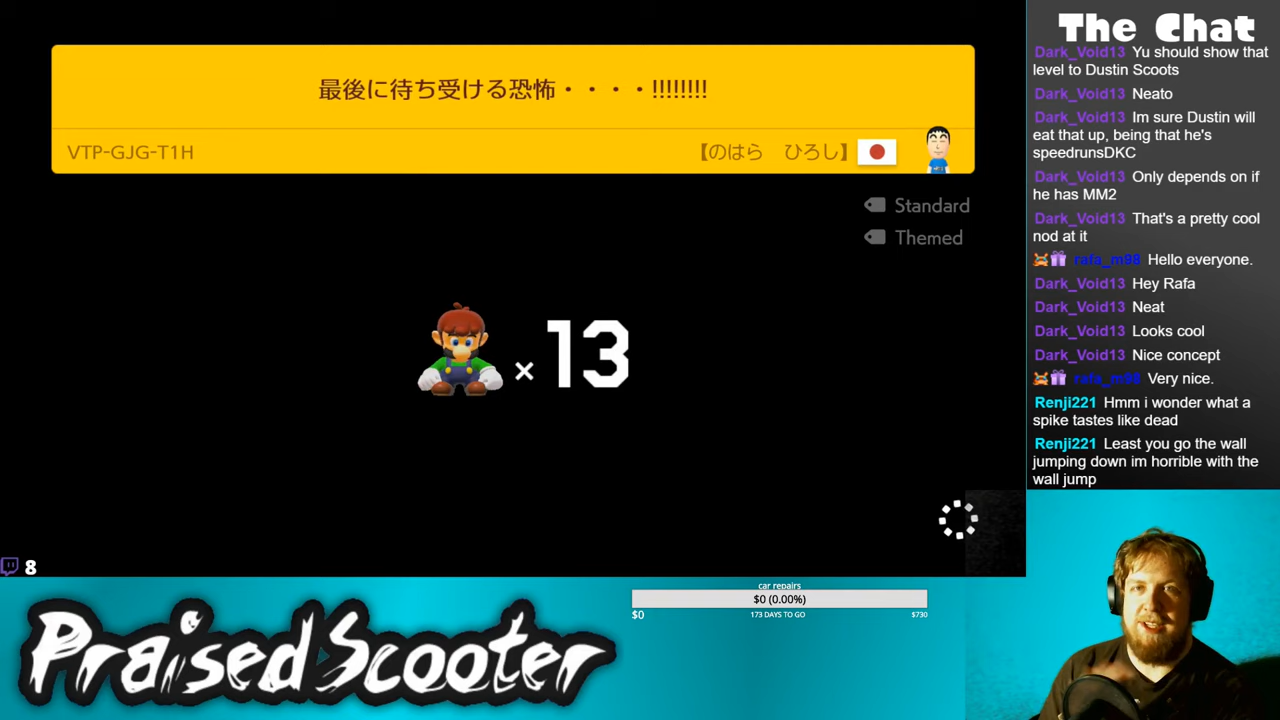 最後に待ち受ける恐怖・・・・!!!!!!!!
VTP-GJG-T1H
【のはら　ひろし】
Standard
Themed
×13
8
PraisedScooter
car repairs
$0 (0.00%)
$0
173 DAYS TO GO
$730
The Chat
Dark_Void13 Yu should show that
level to Dustin Scoots
Dark_Void13 Neato
Dark_Void13 Im sure Dustin will
eat that up, being that he's
speedrunsDKC
Dark_Void13 Only depends on if
he has MM2
Dark_Void13 That's a pretty cool
nod at it
rafa_m98 Hello everyone.
Dark_Void13 Hey Rafa
Dark_Void13 Neat
Dark_Void13 Looks cool
Dark_Void13 Nice concept
rafa_m98 Very nice.
Renji221 Hmm i wonder what a
spike tastes like dead
Renji221 Least you go the wall
jumping down im horrible with the
wall jump